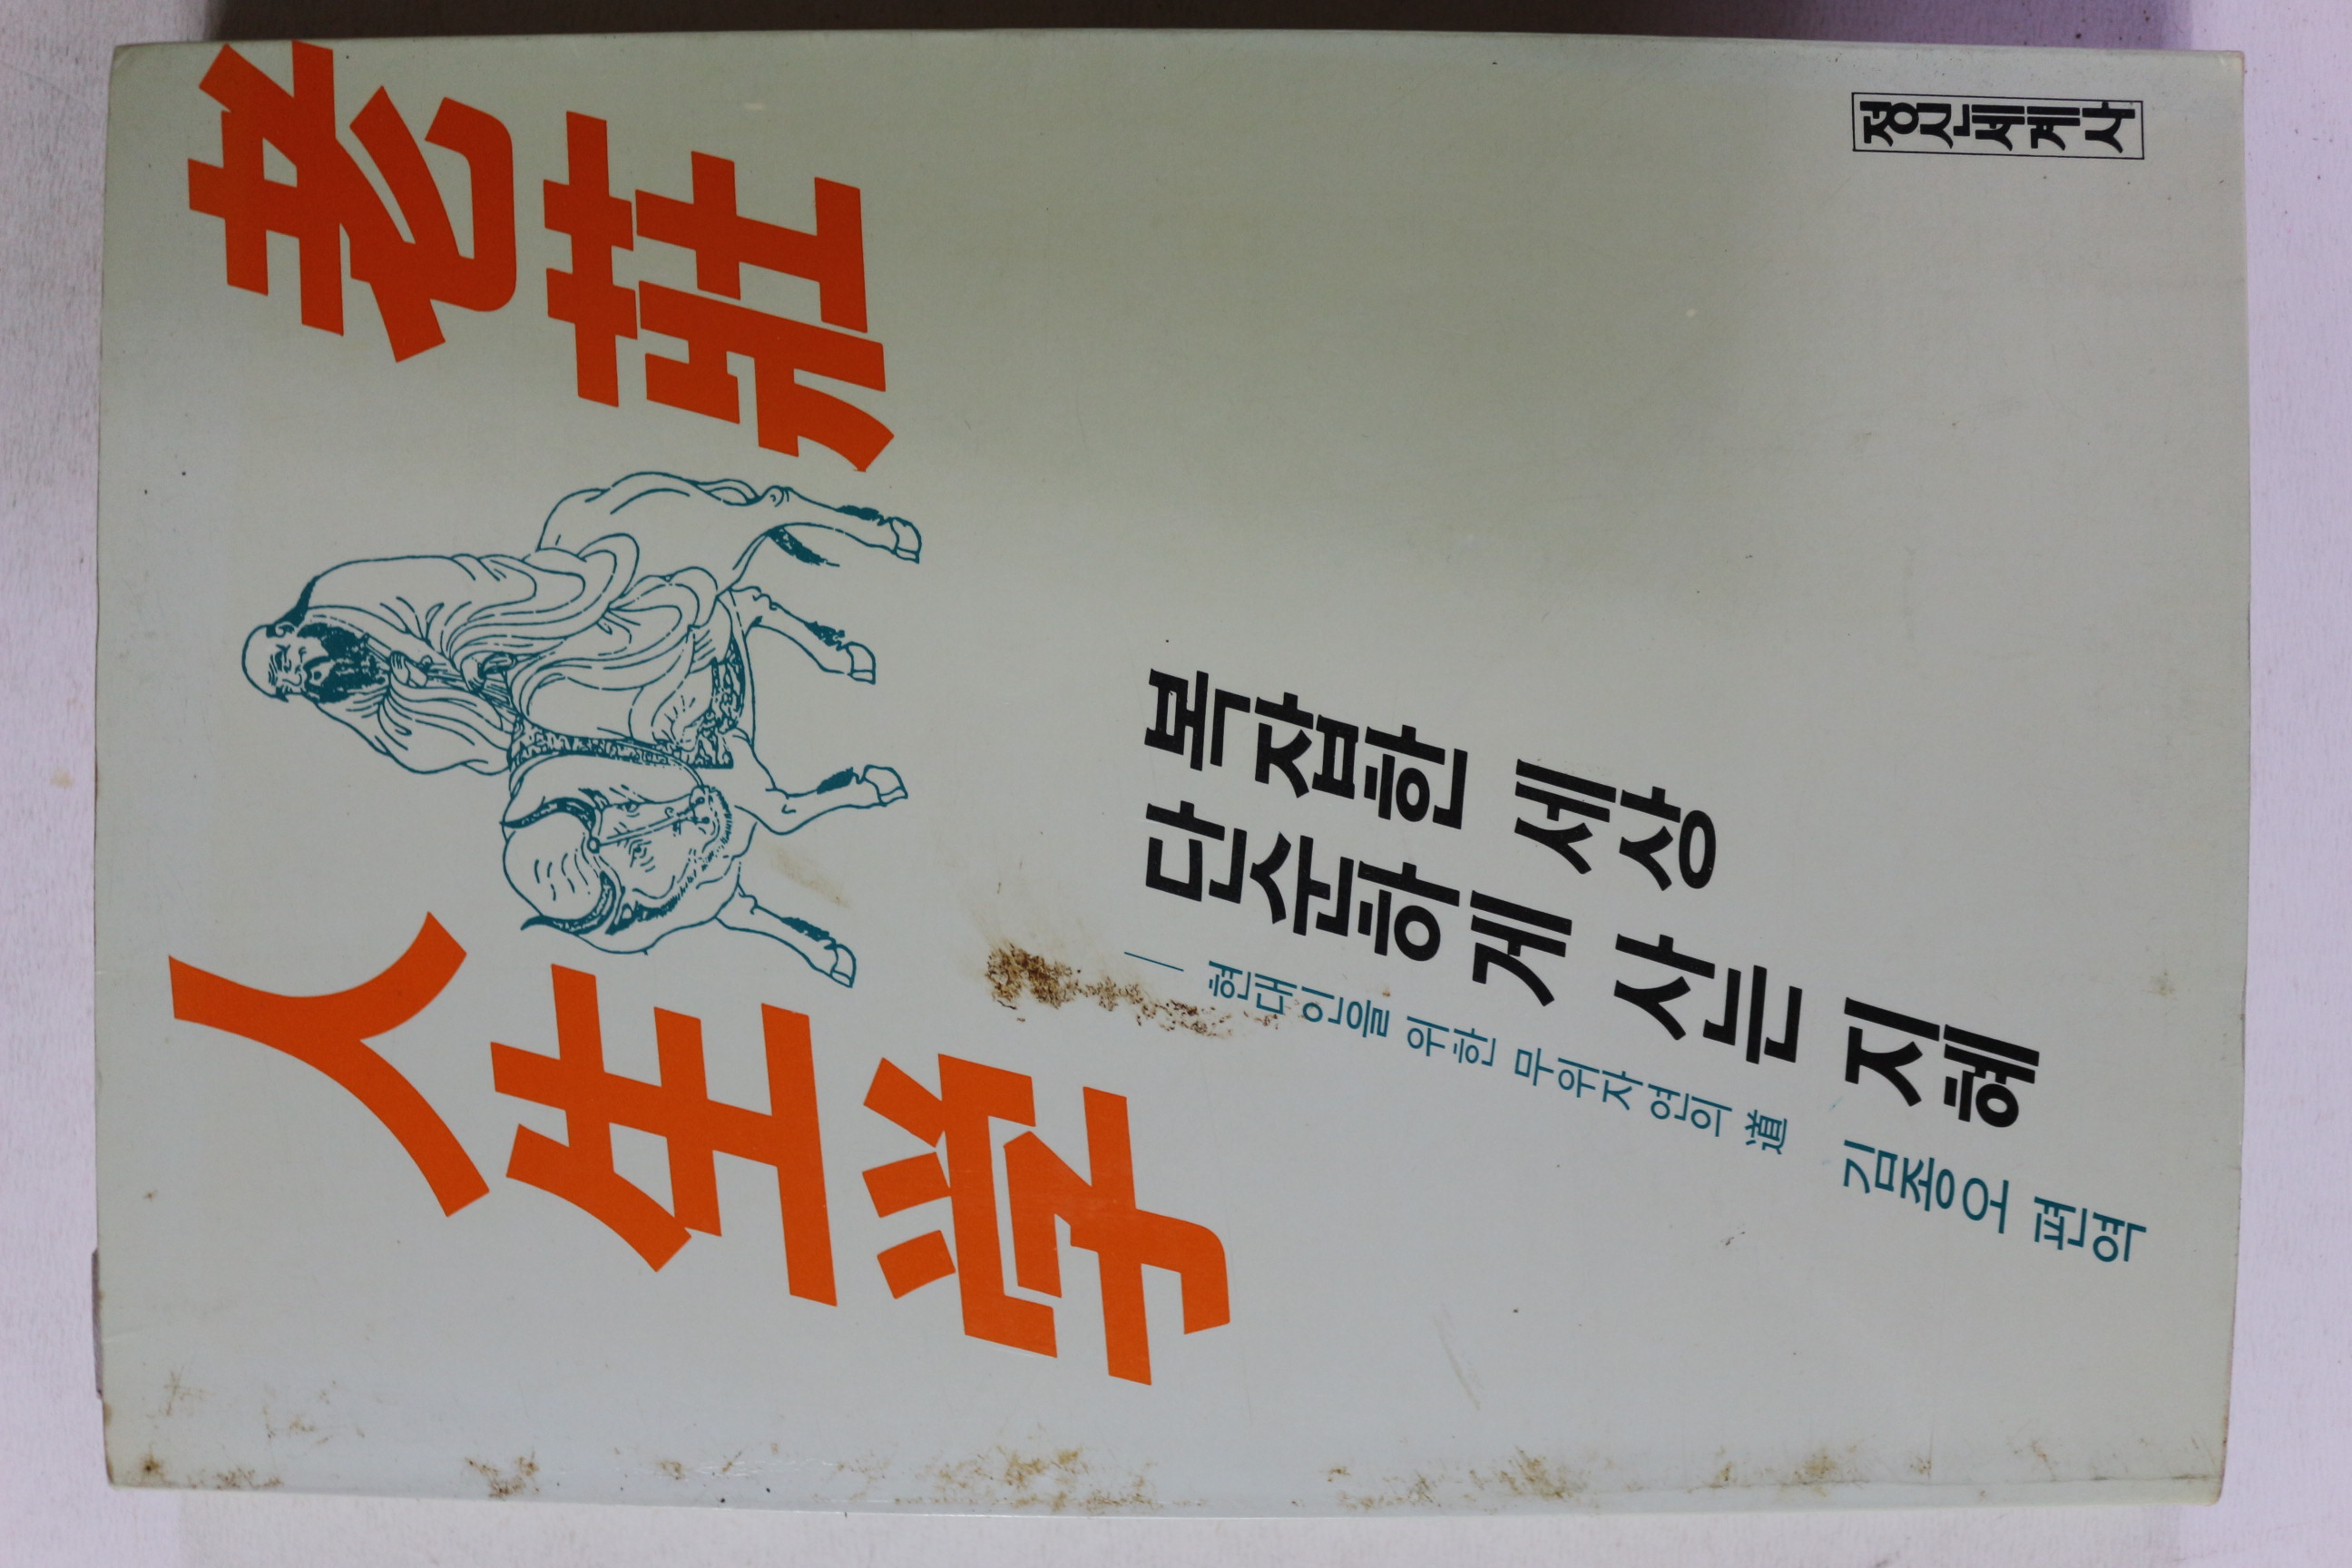 老莊
人生学
복잡한 세상
단순하게 사는 지혜
— 현대인을 위한 무위자연의 道
김종오 편역
정신세계사